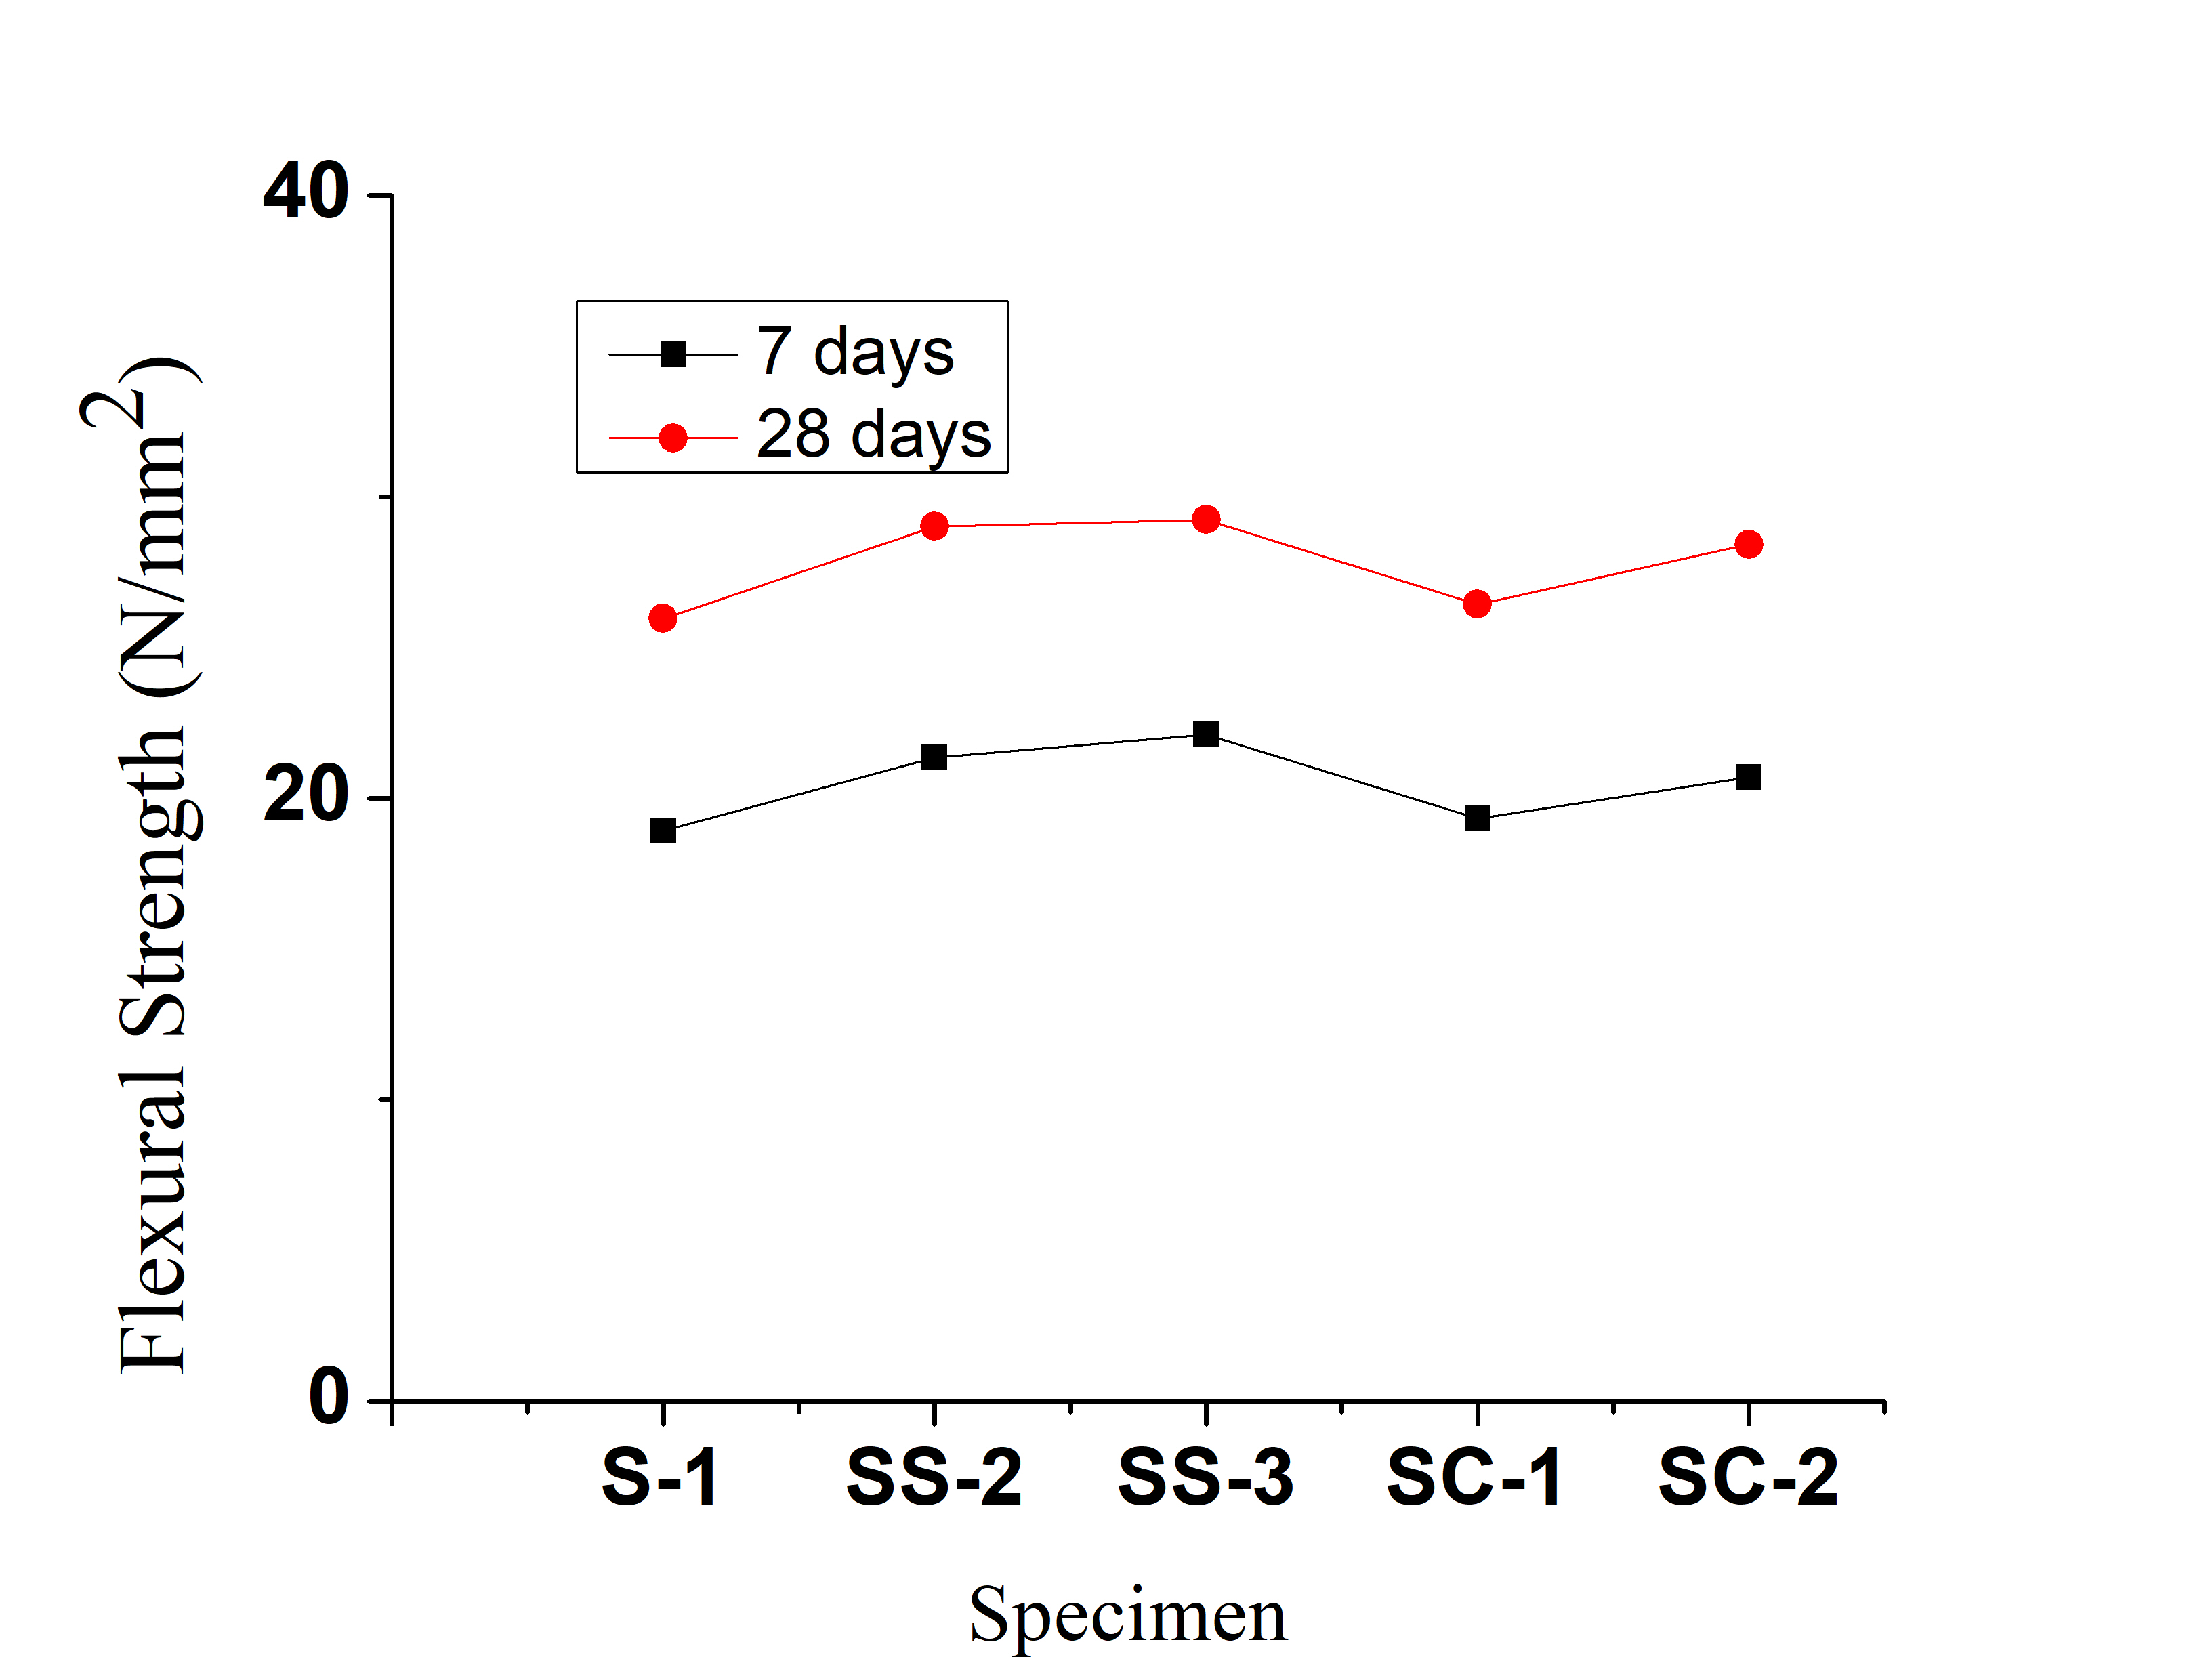 40
7 days
28 days
Flexural Strength (N/mm²)
20
0
S-1 SS-2 SS-3 SC-1 SC-2
Specimen